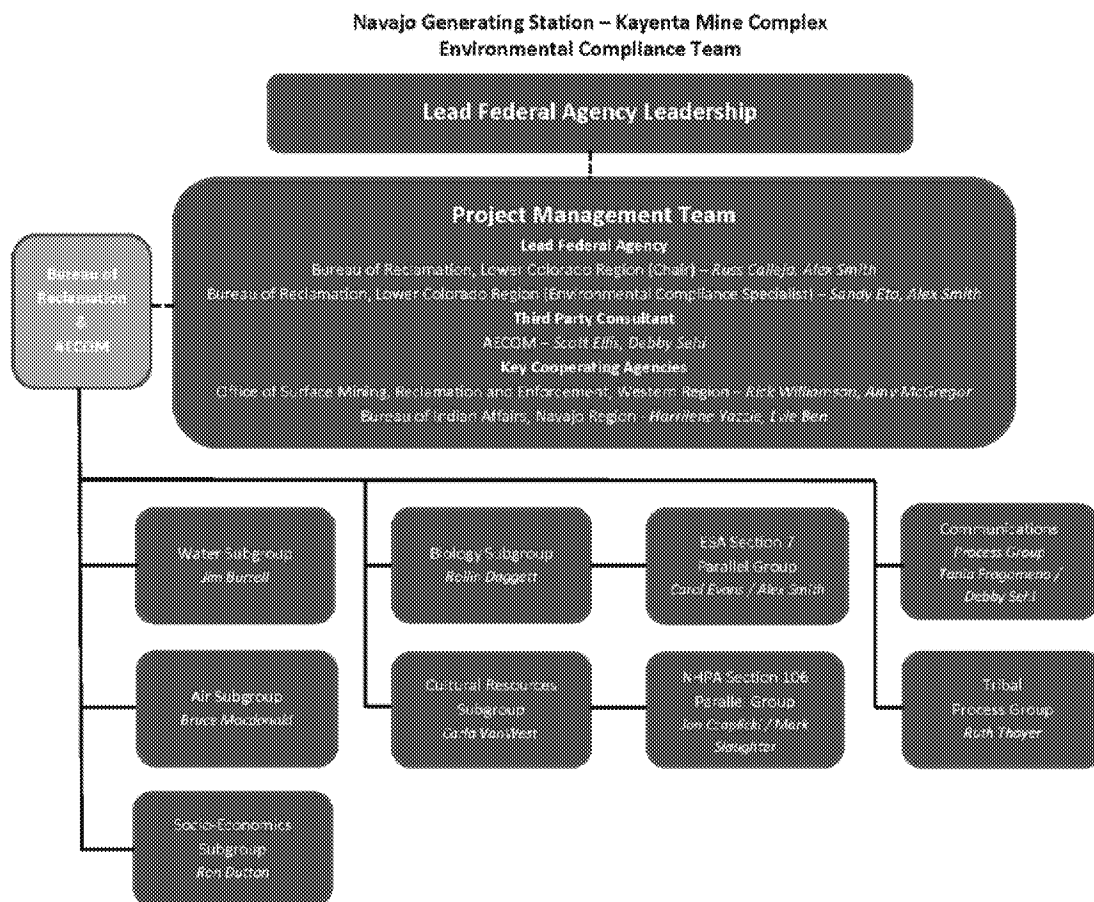 Navajo Generating Station – Kayenta Mine Complex
Environmental Compliance Team
Lead Federal Agency Leadership
Project Management Team
Lead Federal Agency
Bureau of Reclamation, Lower Colorado Region (Chair) – Russ Callejo, Alex Smith
Bureau of Reclamation, Lower Colorado Region (Environmental Compliance Specialist) – Sandy Eto, Alex Smith
Third Party Consultant
AECOM – Scott Ellis, Debby
Key Cooperating Agencies
Office of Surface Mining, Reclamation and Enforcement, Western Region – Rick Williamson, Amy McGregor
Bureau of Indian Affairs, Navajo Region - Harrilene Yazzie, Ben
Bureau of
Reclamation
&
AECOM
Water Subgroup
Jim Burrell
Biology Subgroup
Rollin Daggett
ESA Section 7
Parallel Group
Carol Evans / Alex Smith
Communications
Process Group
Tania Fragomeno /
Debby
Air Subgroup
Bruce Macdonald
Cultural Resources
Subgroup
Carla VanWest
NHPA Section 106
Parallel Group
Jon Czaplicki / Mark
Slaughter
Tribal
Process Group
Ruth Thayer
Socio-Economics
Subgroup
Ron Dutton